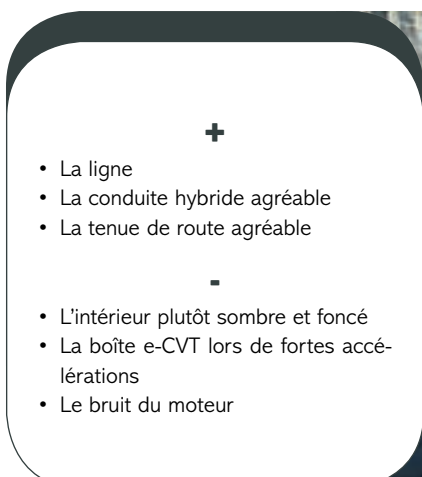 +
• La ligne
• La conduite hybride agréable
• La tenue de route agréable
-
• L'intérieur plutôt sombre et foncé
• La boîte e-CVT lors de fortes accé-
lérations
• Le bruit du moteur